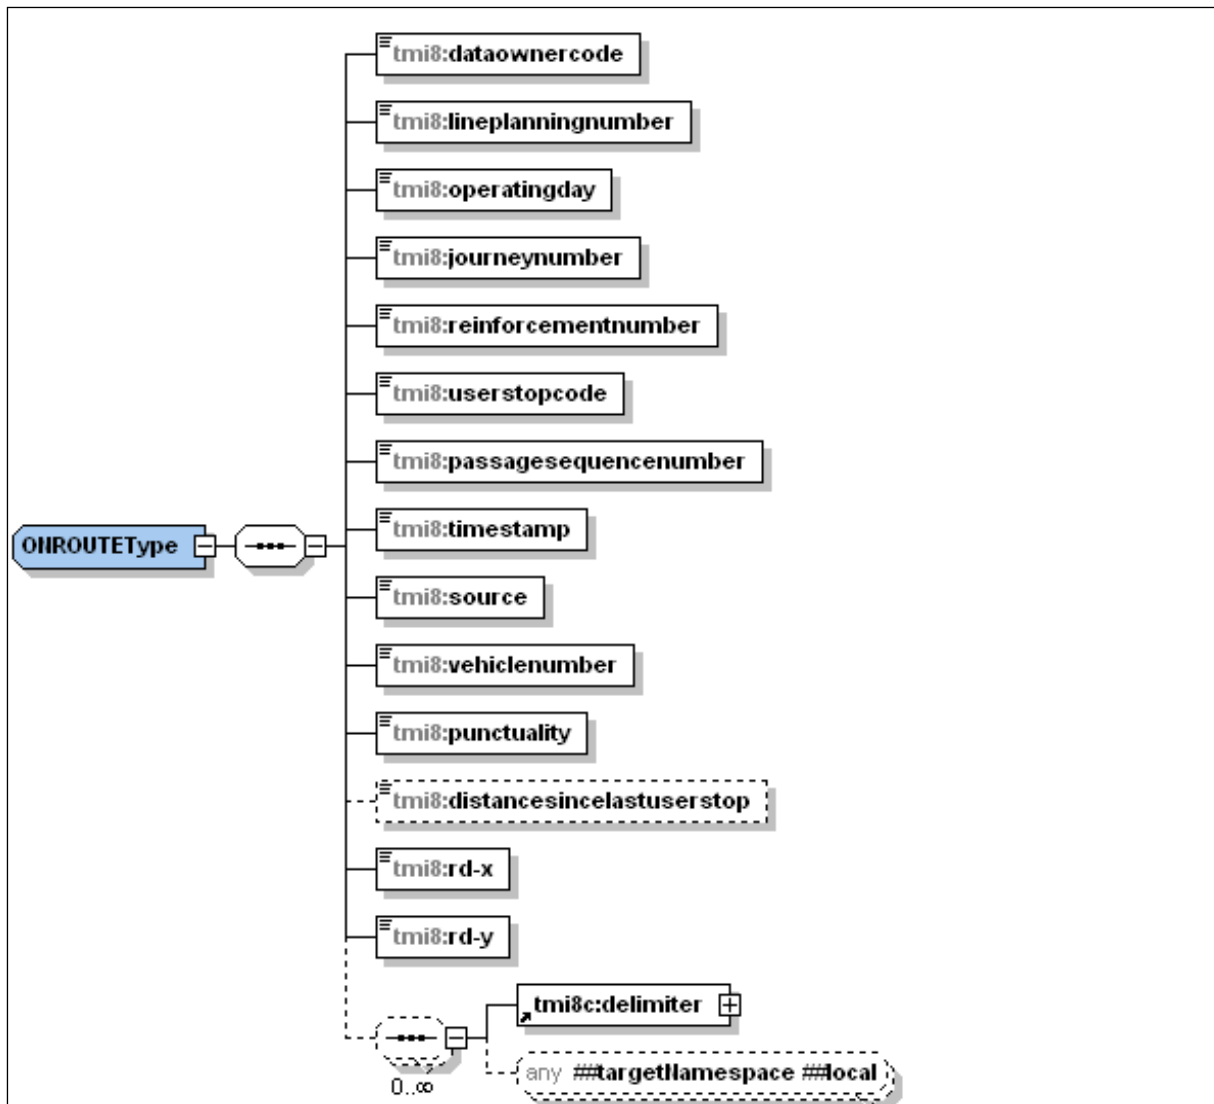 tmi8:dataownercode
tmi8:lineplanningnumber
tmi8:operatingday
tmi8:journeynumber
tmi8:reinforcementnumber
tmi8:userstopcode
tmi8:passagesequencenumber
tmi8:timestamp
ONROUTEType
tmi8:source
tmi8:vehiclenumber
tmi8:punctuality
tmi8:distancesincelastuserstop
tmi8:rd-x
tmi8:rd-y
tmi8c:delimiter
any ##targetNamespace ##local
0..∞